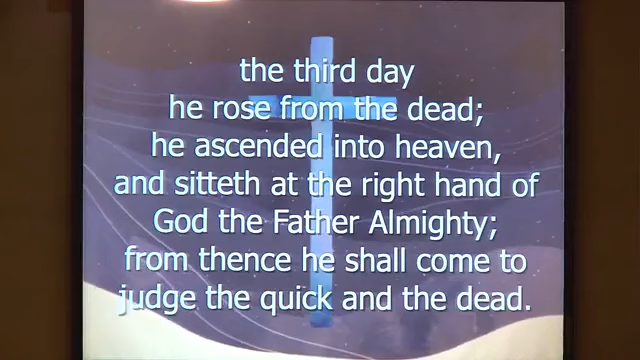 the third day
he rose from the dead;
he ascended into heaven,
and sitteth at the right hand of
God the Father Almighty;
from thence he shall come to
judge the quick and the dead.